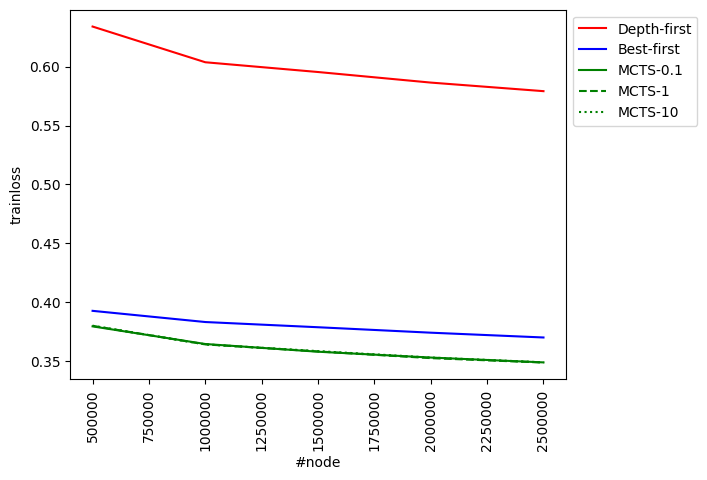 Depth-first
Best-first
MCTS-0.1
MCTS-1
MCTS-10
trainloss
0.60
0.55
0.50
0.45
0.40
0.35
500000
750000
1000000
1250000
1500000
1750000
2000000
2250000
2500000
#node